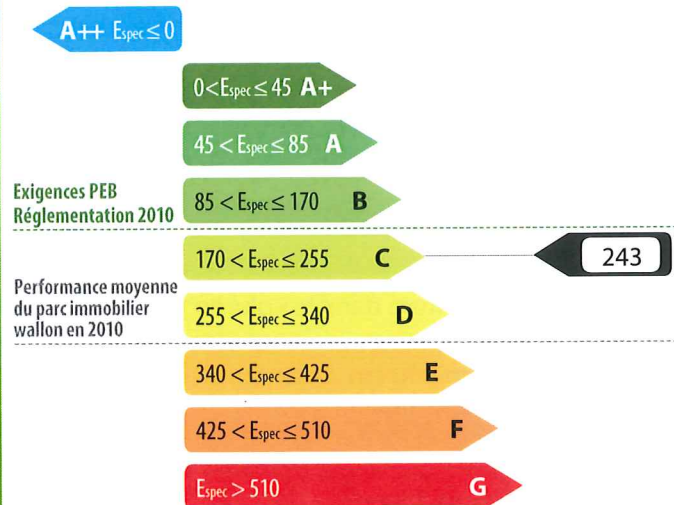 A++ Espec ≤ 0
0 < Espec ≤ 45 A+
45 < Espec ≤ 85 A
Exigences PEB
Réglementation 2010
85 < Espec ≤ 170 B
170 < Espec ≤ 255 C
243
Performance moyenne
du parc immobilier
wallon en 2010
255 < Espec ≤ 340 D
340 < Espec ≤ 425 E
425 < Espec ≤ 510 F
Espec > 510 G